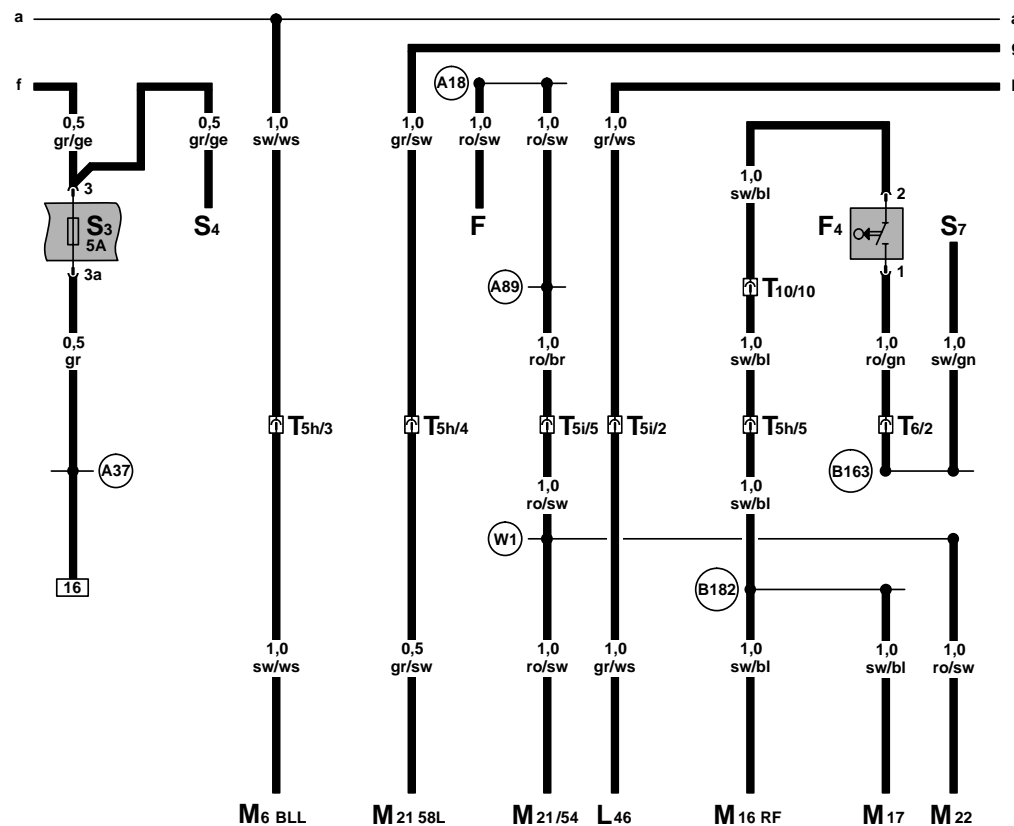 a a
g
f A18 l
0,5 0,5 1,0 1,0 1,0 1,0 1,0
gr/ge gr/ge sw/ws gr/sw ro/sw ro/sw gr/ws
1,0
sw/bl
3 2
S3 5A S4 F F4 S7
3a 1
A89 T10/10
0,5 1,0 1,0 1,0 1,0
gr ro/br sw/bl ro/gn sw/gn
T5h/3 T5h/4 T5i/5 T5i/2 T5h/5 T6/2
A37 B163
1,0 1,0
ro/sw sw/bl
W1
16 B182
1,0 0,5 1,0 1,0 1,0 1,0 1,0
sw/ws gr/sw ro/sw gr/ws sw/bl sw/bl ro/sw
M6 BLL M21 58L M21/54 L46 M16 RF M17 M22